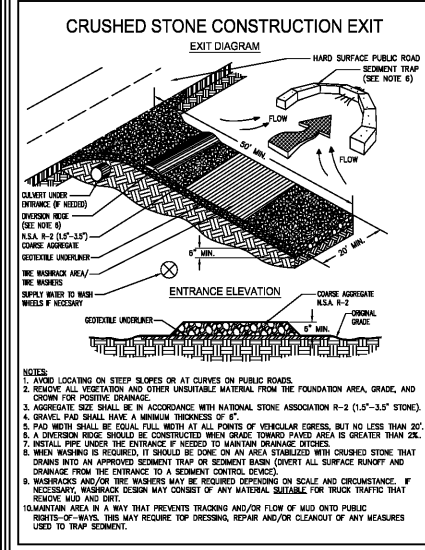 CRUSHED STONE CONSTRUCTION EXIT
EXIT DIAGRAM
HARD SURFACE PUBLIC ROAD
SEDIMENT TRAP
(SEE NOTE 6)
FLOW
50' MIN.
FLOW
CULVERT UNDER
ENTRANCE (IF NEEDED)
DIVERSION RIDGE
(SEE NOTE 6)
N.S.A. R-2 (1.5"-3.5")
COARSE AGGREGATE
GEOTEXTILE UNDERLINER
6" MIN.
20' MIN.
TIRE WASHRACK AREA/
TIRE WASHERS
SUPPLY WATER TO WASH
WHEELS IF NECESARY
ENTRANCE ELEVATION
COARSE AGGREGATE
N.S.A. R-2
GEOTEXTILE UNDERLINER
6" MIN.
ORIGINAL
GRADE
NOTES:
1. AVOID LOCATING ON STEEP SLOPES OR AT CURVES ON PUBLIC ROADS.
2. REMOVE ALL VEGETATION AND OTHER UNSUITABLE MATERIAL FROM THE FOUNDATION AREA, GRADE, AND
CROWN FOR POSITIVE DRAINAGE.
3. AGGREGATE SIZE SHALL BE IN ACCORDANCE WITH NATIONAL STONE ASSOCIATION R-2 (1.5"-3.5" STONE).
4. GRAVEL PAD SHALL HAVE A MINIMUM THICKNESS OF 6".
5. PAD WIDTH SHALL BE EQUAL FULL WIDTH AT ALL POINTS OF VEHICULAR EGRESS, BUT NO LESS THAN 20'.
6. A DIVERSION RIDGE SHOULD BE CONSTRUCTED WHEN GRADE TOWARD PAVED AREA IS GREATER THAN 2%.
7. INSTALL PIPE UNDER THE ENTRANCE IF NEEDED TO MAINTAIN DRAINAGE DITCHES.
8. WHEN WASHING IS REQUIRED, IT SHOULD BE DONE ON AN AREA STABILIZED WITH CRUSHED STONE THAT
DRAINS INTO AN APPROVED SEDIMENT TRAP OR SEDIMENT BASIN (DIVERT ALL SURFACE RUNOFF AND
DRAINAGE FROM THE ENTRANCE TO A SEDIMENT CONTROL DEVICE).
9. WASHRACKS AND/OR TIRE WASHERS MAY BE REQUIRED DEPENDING ON SCALE AND CIRCUMSTANCE. IF
NECESSARY, WASHRACK DESIGN MAY CONSIST OF ANY MATERIAL SUITABLE FOR TRUCK TRAFFIC THAT
REMOVE MUD AND DIRT.
10.MAINTAIN AREA IN A WAY THAT PREVENTS TRACKING AND/OR FLOW OF MUD ONTO PUBLIC
RIGHTS-OF-WAYS. THIS MAY REQUIRE TOP DRESSING, REPAIR AND/OR CLEANOUT OF ANY MEASURES
USED TO TRAP SEDIMENT.